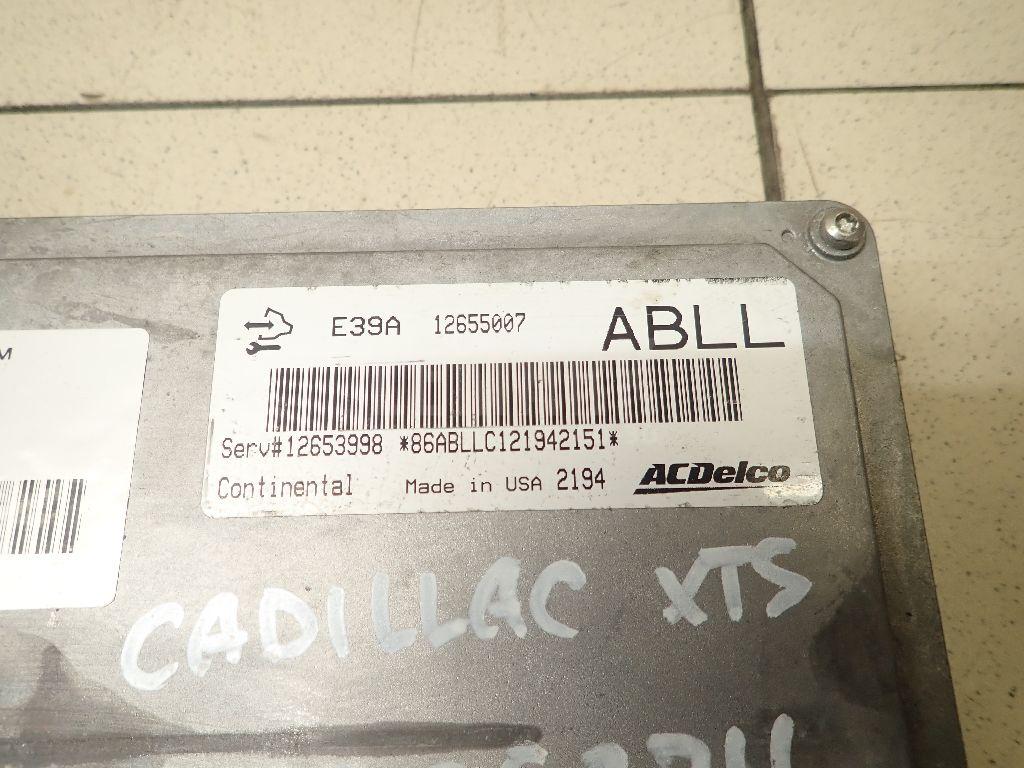 M
E39A 12655007 ABLL
Serv#12653998 *86ABLLC121942151*
Continental Made in USA 2194 ACDelco
CADILLAC XTS